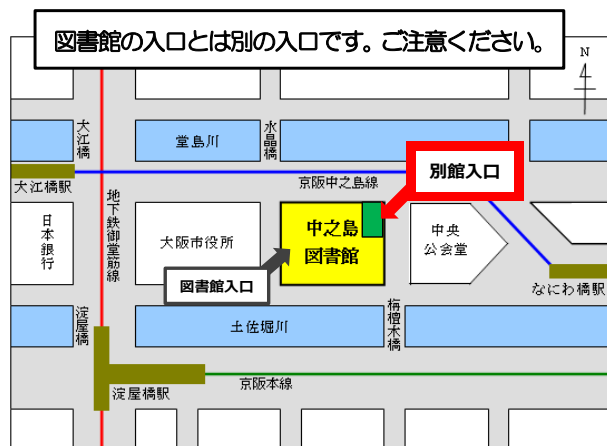 図書館の入口とは別の入口です。ご注意ください。
N
大江橋
堂島川
水晶橋
大江橋駅
京阪中之島線
別館入口
地下鉄御堂筋線
日本銀行
大阪市役所
中之島
図書館
中央
公会堂
図書館入口
なにわ橋駅
淀屋橋
土佐堀川
栴檀木橋
淀屋橋駅
京阪本線